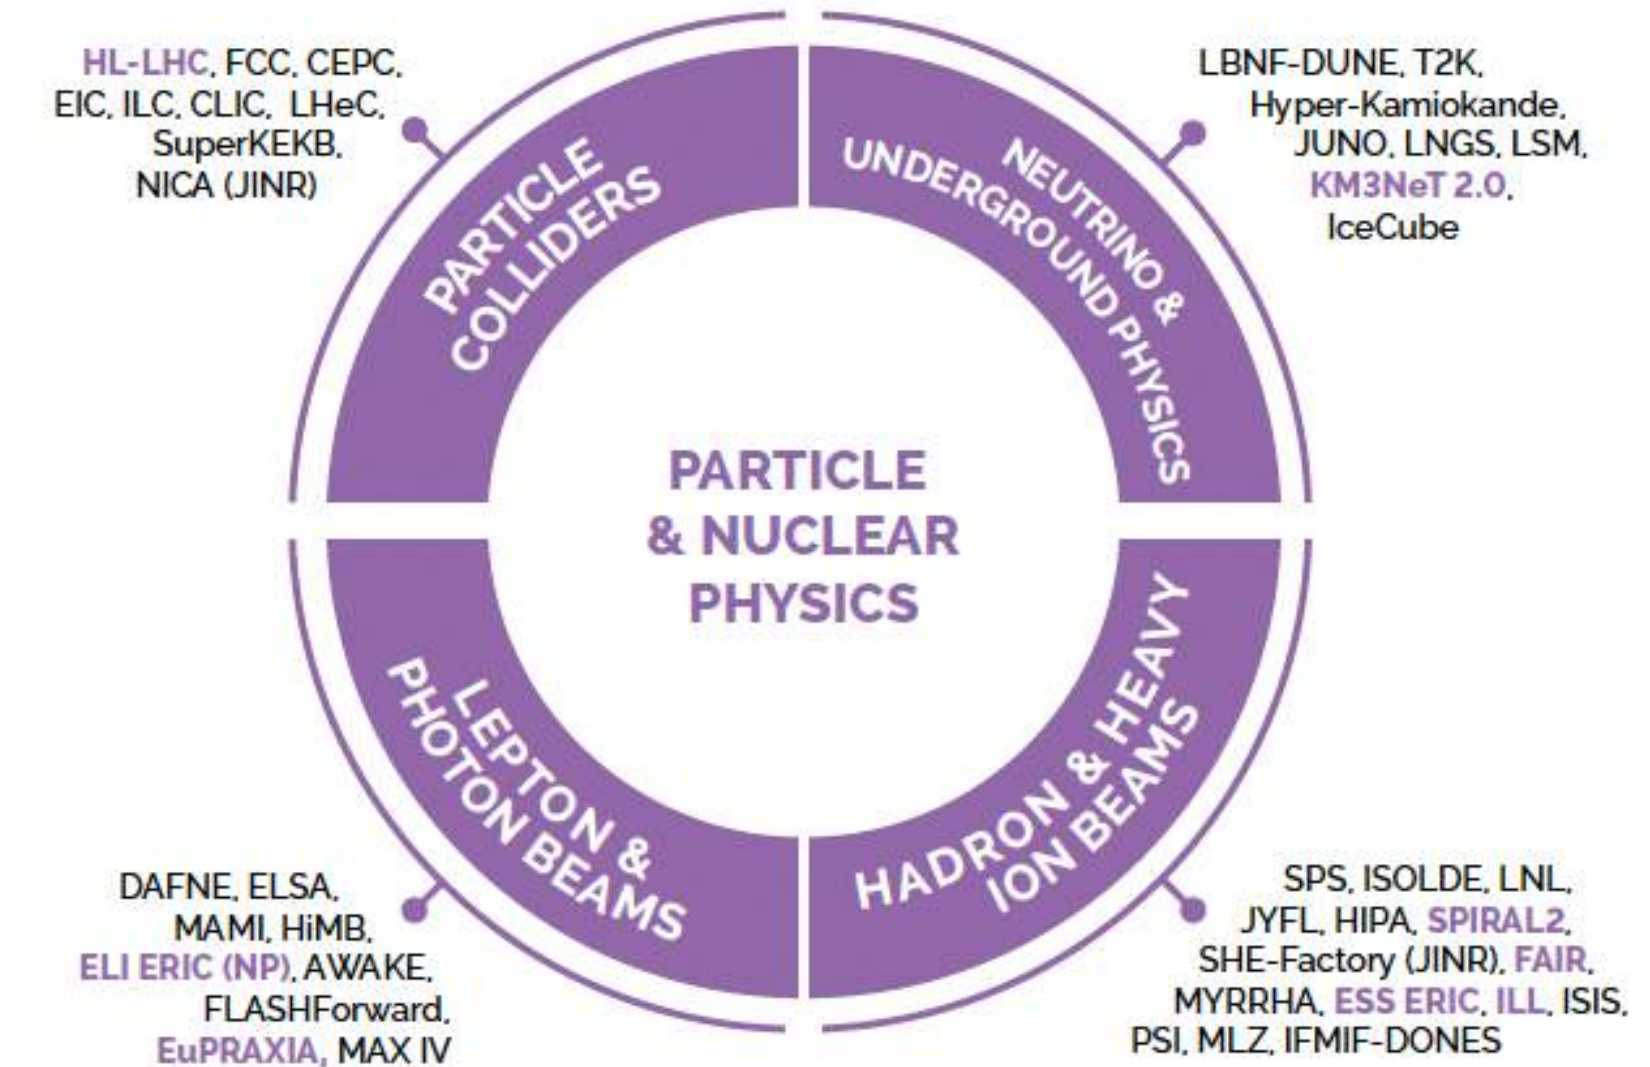 HL-LHC, FCC, CEPC,
EIC, ILC, CLIC, LHeC,
SuperKEKB,
NICA (JINR)
LBNF-DUNE, T2K,
Hyper-Kamiokande,
JUNO, LNGS, LSM,
KM3NeT 2.0,
IceCube
PARTICLE
COLLIDERS
NEUTRINO &
UNDERGROUND PHYSICS
PARTICLE
& NUCLEAR
PHYSICS
LEPTON &
PHOTON BEAMS
HADRON & HEAVY
ION BEAMS
DAFNE, ELSA,
MAMI, HiMB,
ELI ERIC (NP), AWAKE,
FLASHForward,
EuPRAXIA, MAX IV
SPS, ISOLDE, LNL,
JYFL, HIPA, SPIRAL2,
SHE-Factory (JINR), FAIR,
MYRRHA, ESS ERIC, ILL, ISIS,
PSI, MLZ, IFMIF-DONES